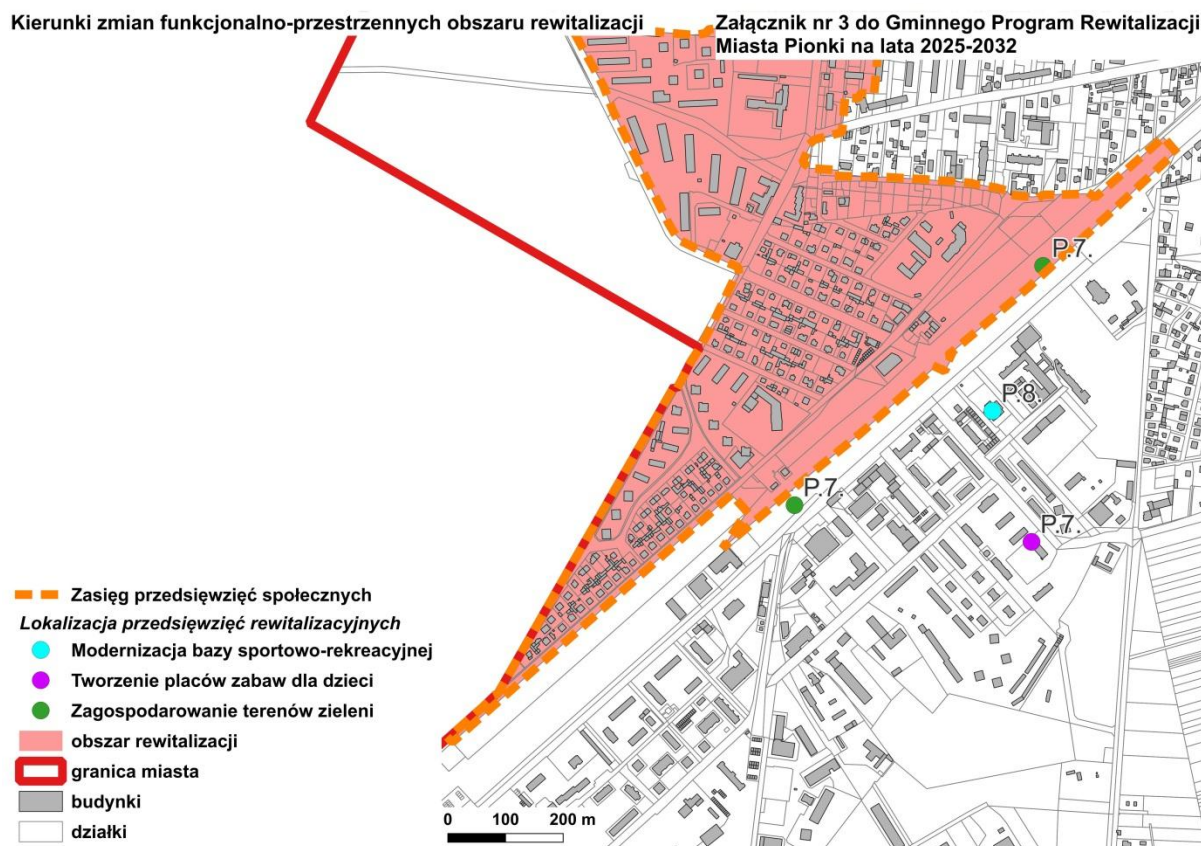 Kierunki zmian funkcjonalno-przestrzennych obszaru rewitalizacji
Załącznik nr 3 do Gminnego Program Rewitalizacji
Miasta Pionki na lata 2025-2032
P.7.
P.8.
P.7.
P.7.
Zasięg przedsięwzięć społecznych
Lokalizacja przedsięwzięć rewitalizacyjnych
Modernizacja bazy sportowo-rekreacyjnej
Tworzenie placów zabaw dla dzieci
Zagospodarowanie terenów zieleni
obszar rewitalizacji
granica miasta
budynki
działki
0 100 200 m